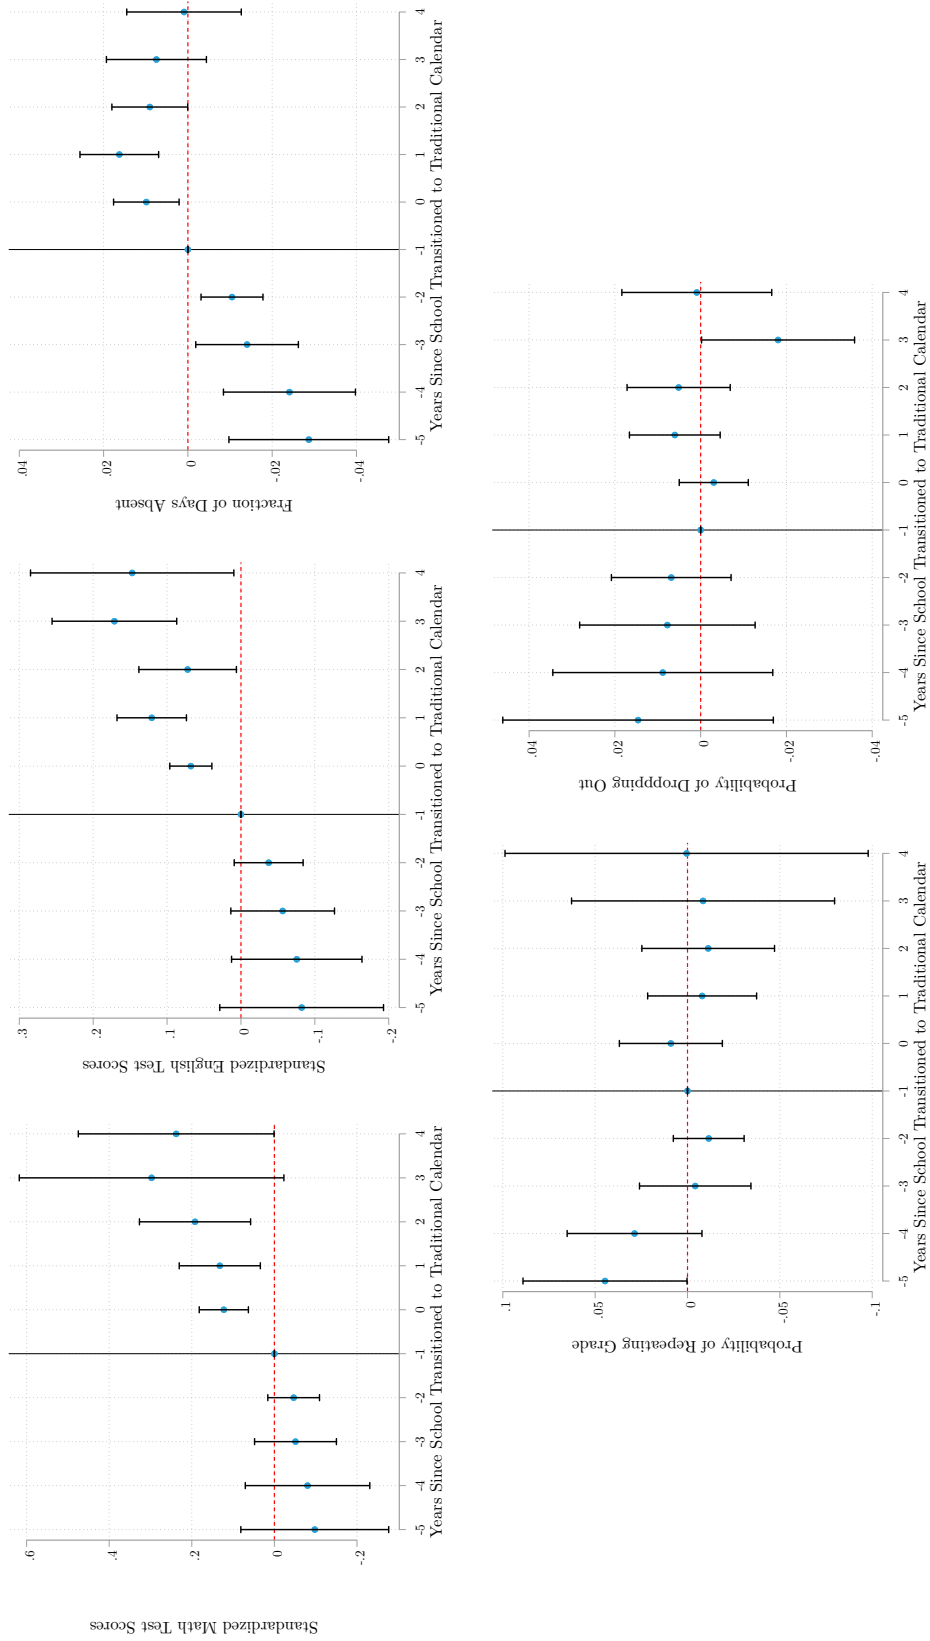 Standardized Math Test Scores
.6
.4
.2
0
-.2
-5 -4 -3 -2 -1 0 1 2 3 4
Years Since School Transitioned to Traditional Calendar
Standardized English Test Scores
.3
.2
.1
0
-.1
-.2
-5 -4 -3 -2 -1 0 1 2 3 4
Years Since School Transitioned to Traditional Calendar
Fraction of Days Absent
.04
.02
0
-.02
-.04
-5 -4 -3 -2 -1 0 1 2 3 4
Years Since School Transitioned to Traditional Calendar
Probability of Repeating Grade
.1
.05
0
-.05
-.1
-5 -4 -3 -2 -1 0 1 2 3 4
Years Since School Transitioned to Traditional Calendar
Probability of Dropping Out
.04
.02
0
-.02
-.04
-5 -4 -3 -2 -1 0 1 2 3 4
Years Since School Transitioned to Traditional Calendar